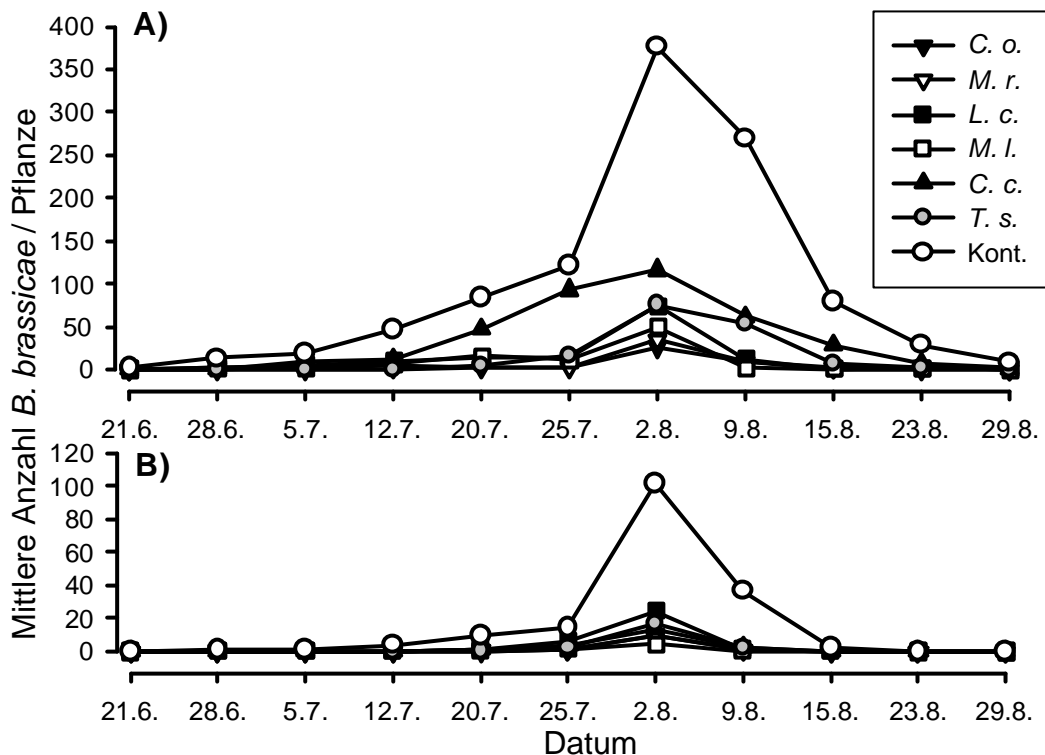 Mittlere Anzahl B. brassicae / Pflanze
A)
400
350
300
250
200
150
100
50
0
21.6. 28.6. 5.7. 12.7. 20.7. 25.7. 2.8. 9.8. 15.8. 23.8. 29.8.
C. o.
M. r.
L. c.
M. l.
C. c.
T. s.
Kont.
B)
120
100
80
60
40
20
0
21.6. 28.6. 5.7. 12.7. 20.7. 25.7. 2.8. 9.8. 15.8. 23.8. 29.8.
Datum